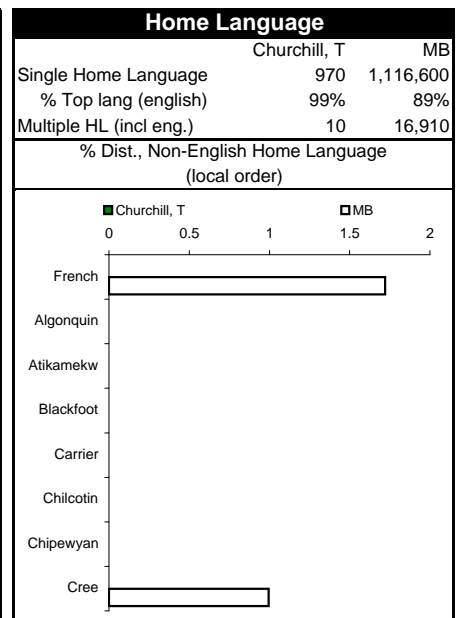 Home Language
Churchill, T MB
Single Home Language 970 1,116,600
% Top lang (english) 99% 89%
Multiple HL (incl eng.) 10 16,910
% Dist., Non-English Home Language
(local order)
Churchill, T MB
0 0.5 1 1.5 2
French
Algonquin
Atikamekw
Blackfoot
Carrier
Chilcotin
Chipewyan
Cree